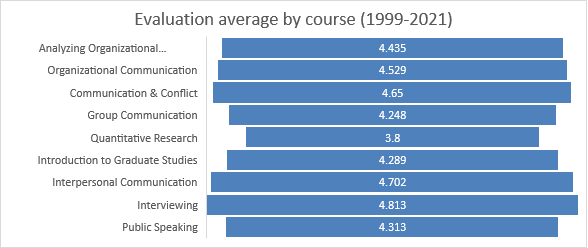 Evaluation average by course (1999-2021)
Analyzing Organizational... 4.435
Organizational Communication 4.529
Communication & Conflict 4.65
Group Communication 4.248
Quantitative Research 3.8
Introduction to Graduate Studies 4.289
Interpersonal Communication 4.702
Interviewing 4.813
Public Speaking 4.313